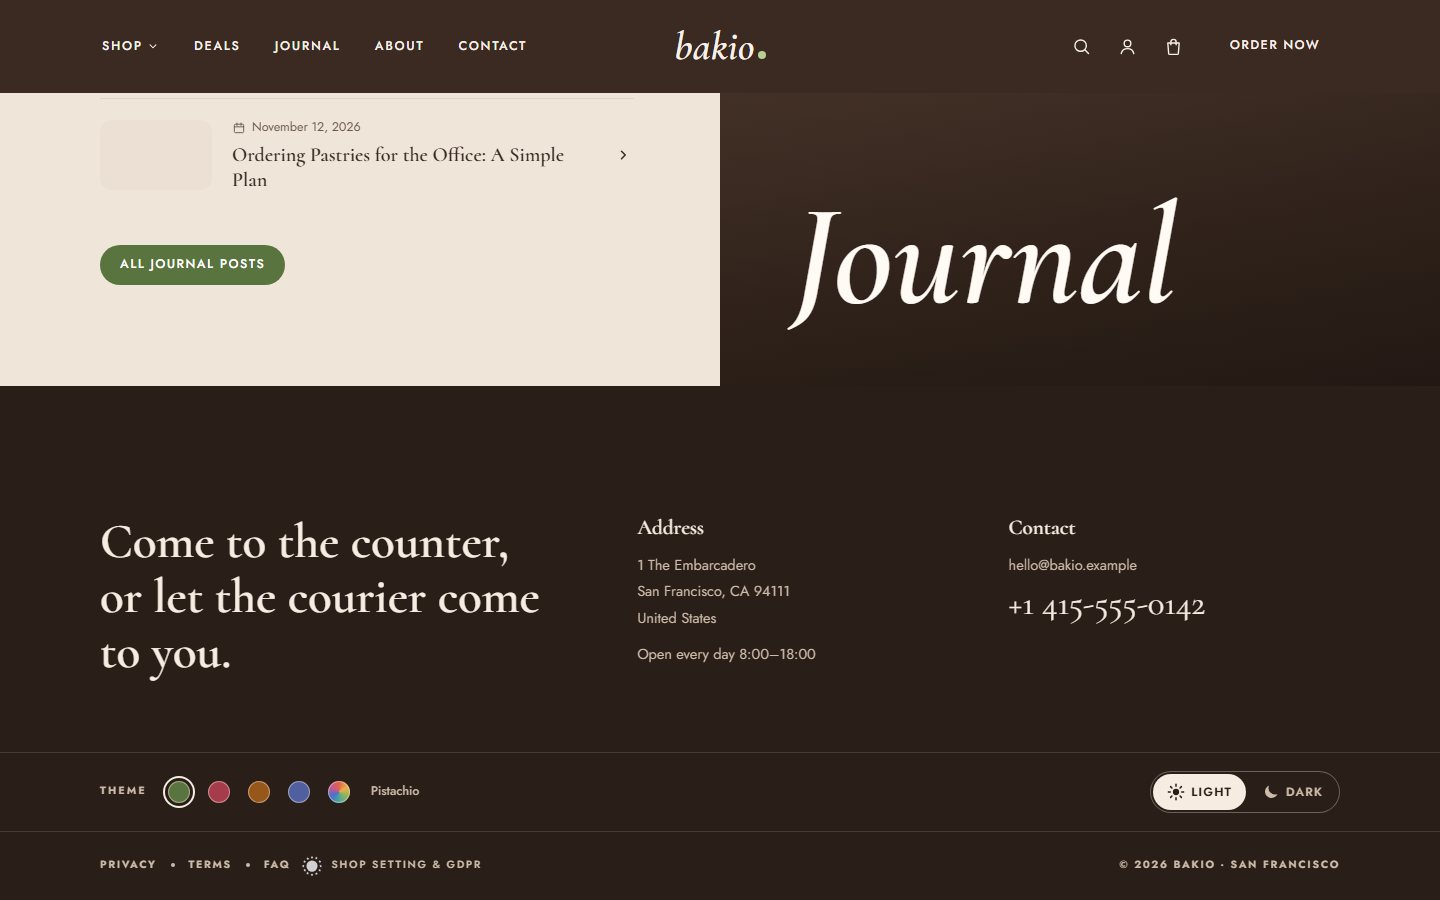 SHOP
DEALS
JOURNAL
ABOUT
CONTACT
bakio.
ORDER NOW
November 12, 2026
Ordering Pastries for the Office: A Simple
Plan
ALL JOURNAL POSTS
Journal
Come to the counter,
or let the courier come
to you.
Address
1 The Embarcadero
San Francisco, CA 94111
United States
Open every day 8:00–18:00
Contact
hello@bakio.example
+1 415-555-0142
THEME
Pistachio
LIGHT
DARK
PRIVACY • TERMS • FAQ
SHOP SETTING & GDPR
© 2026 BAKIO · SAN FRANCISCO